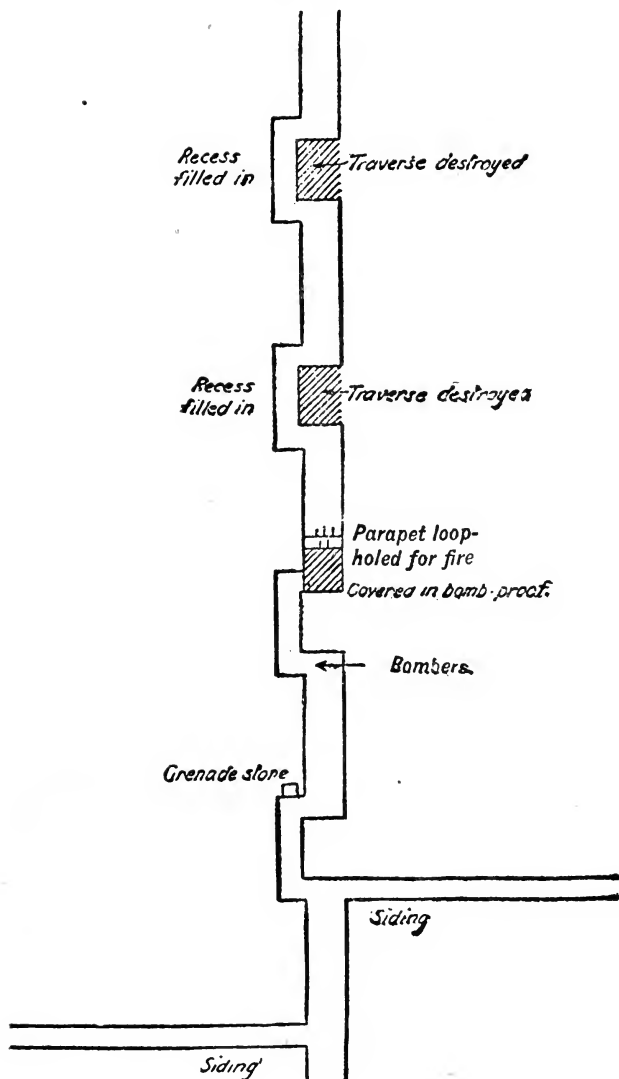 Recess
filled in
Traverse destroyed
Recess
filled in
Traverse destroyed
Parapet loop-
holed for fire
Covered in bomb-proof.
Bombers.
Grenade store
Siding
Siding